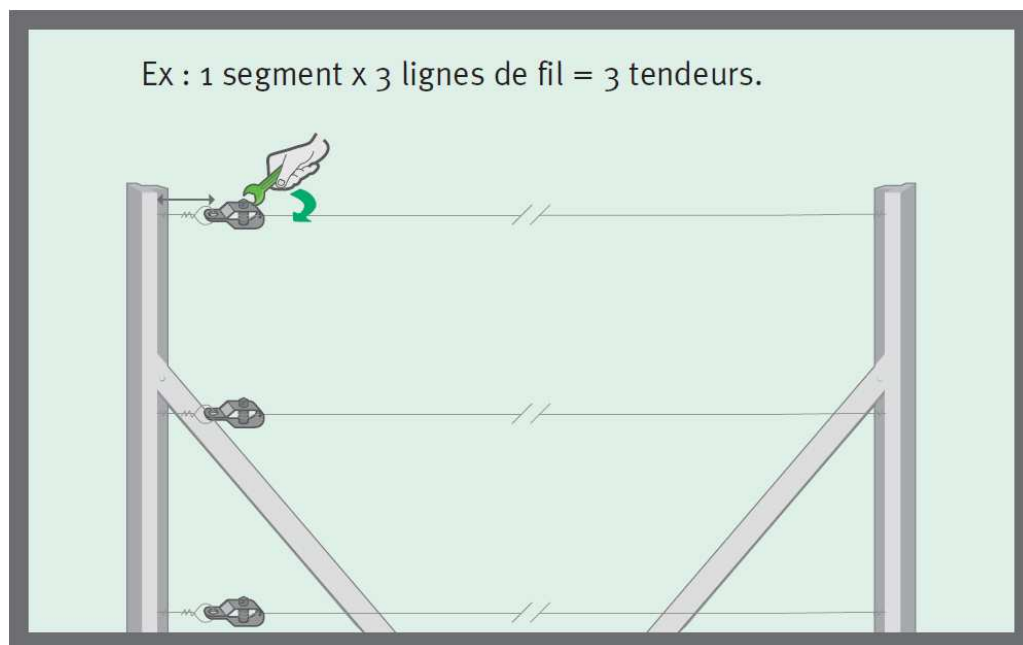 Ex : 1 segment x 3 lignes de fil = 3 tendeurs.